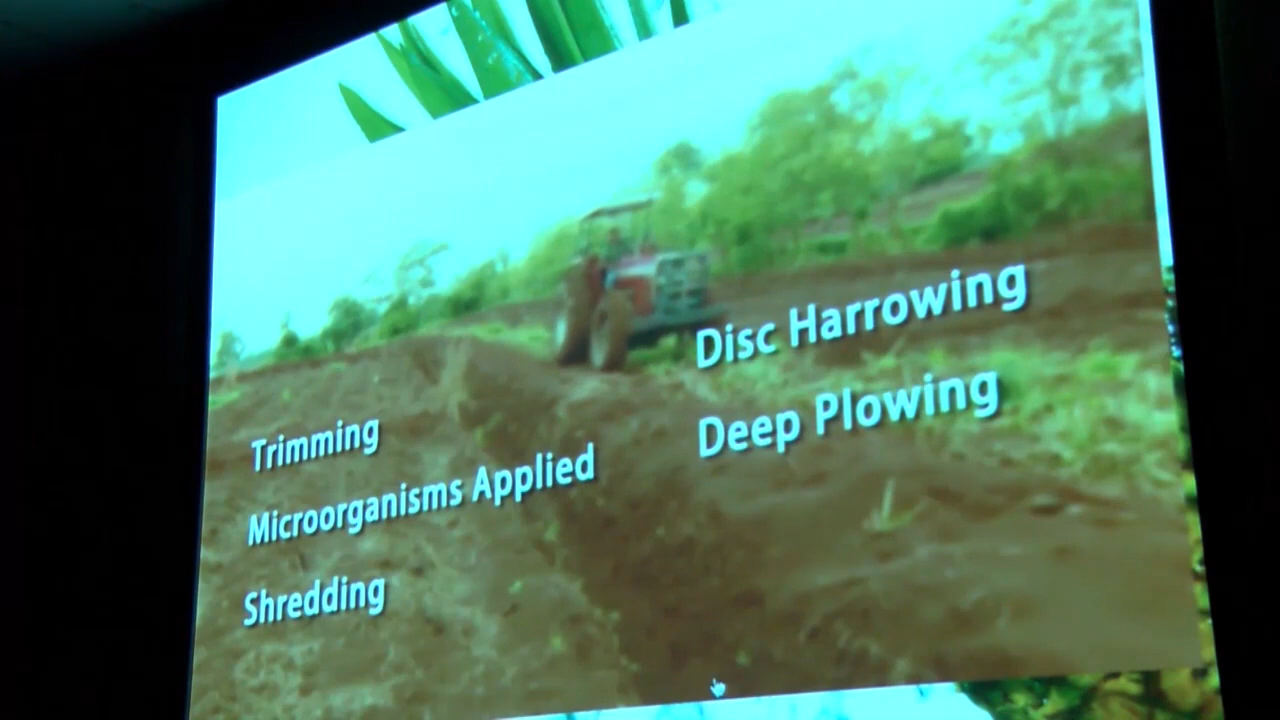 Trimming
Microorganisms Applied
Shredding
Disc Harrowing
Deep Plowing